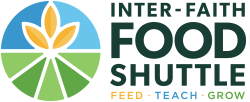 INTER-FAITH
FOOD
SHUTTLE
FEED · TEACH · GROW